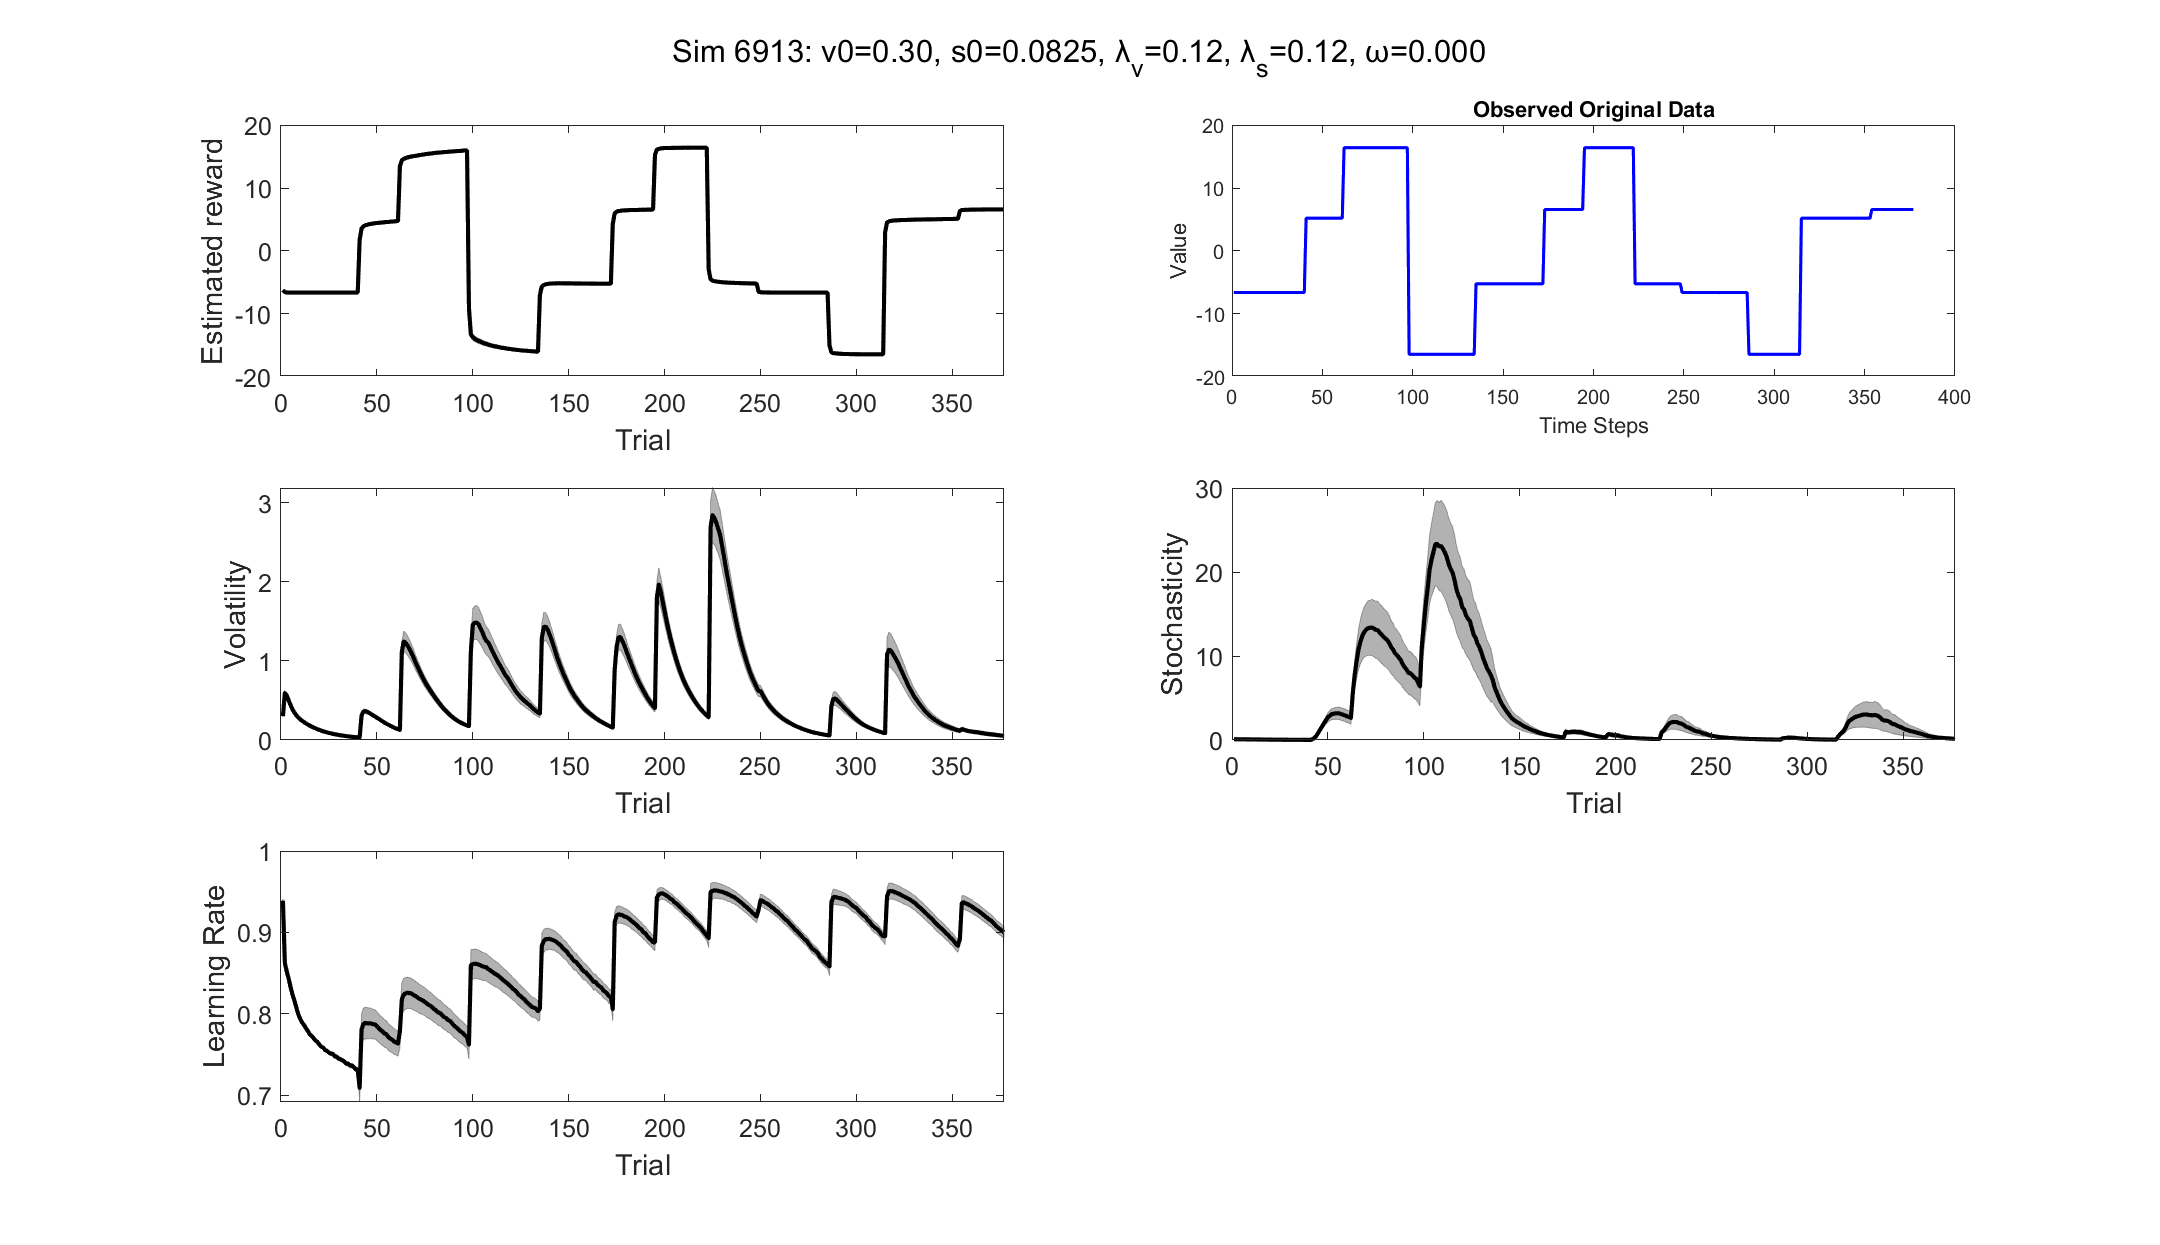 Sim 6913: v0=0.30, s0=0.0825, λv=0.12, λs=0.12, ω=0.000
20
10
0
-10
-20
Estimated reward
0 50 100 150 200 250 300 350
Trial
Observed Original Data
20
10
0
-10
-20
Value
0 50 100 150 200 250 300 350 400
Time Steps
3
2
1
0
Volatility
0 50 100 150 200 250 300 350
Trial
30
20
10
0
Stochasticity
0 50 100 150 200 250 300 350
Trial
1
0.9
0.8
0.7
Learning Rate
0 50 100 150 200 250 300 350
Trial